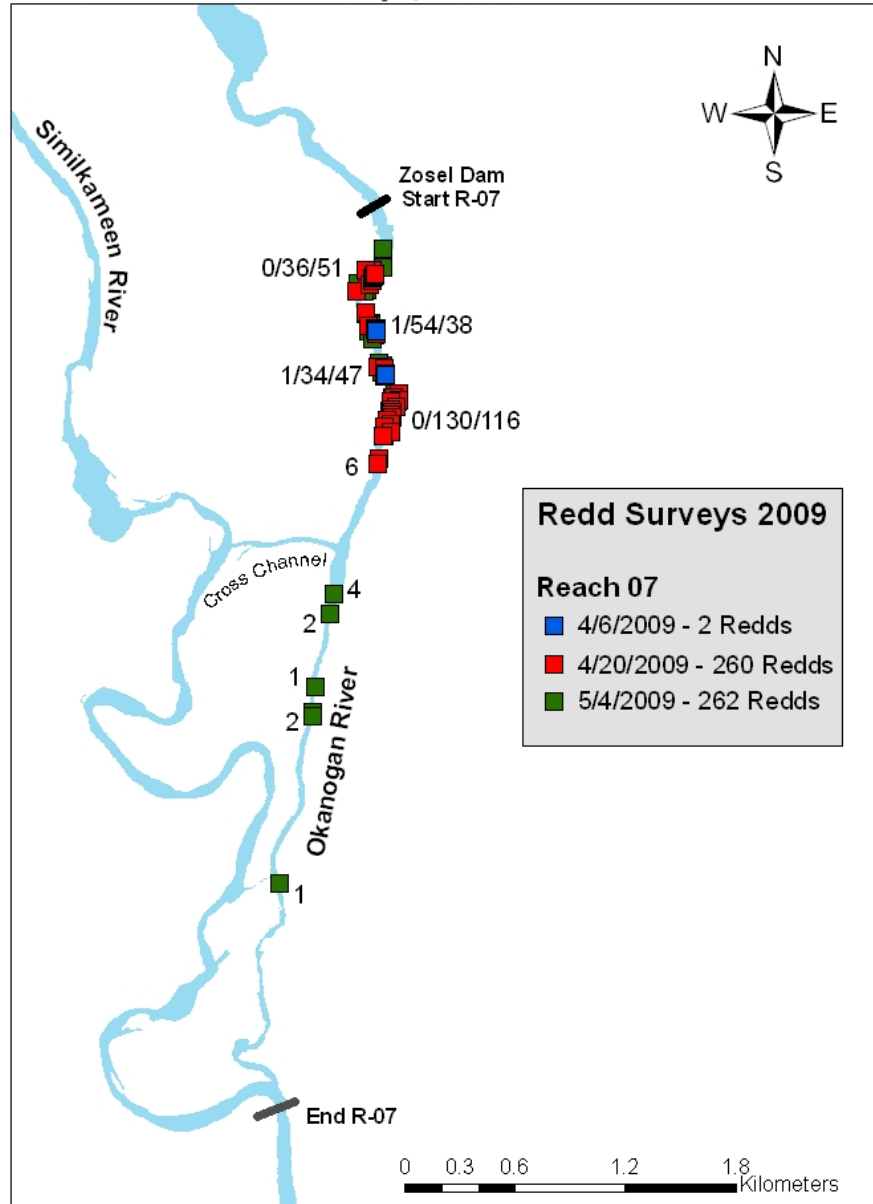 N
W
E
S
Similkameen River
Zosel Dam
Start R-07
0/36/51
1/54/38
1/34/47
0/130/116
6
Redd Surveys 2009
Reach 07
4/6/2009 - 2 Redds
4/20/2009 - 260 Redds
5/4/2009 - 262 Redds
Cross Channel
4
2
1
2
Okanogan River
1
End R-07
0 0.3 0.6 1.2 1.8
Kilometers